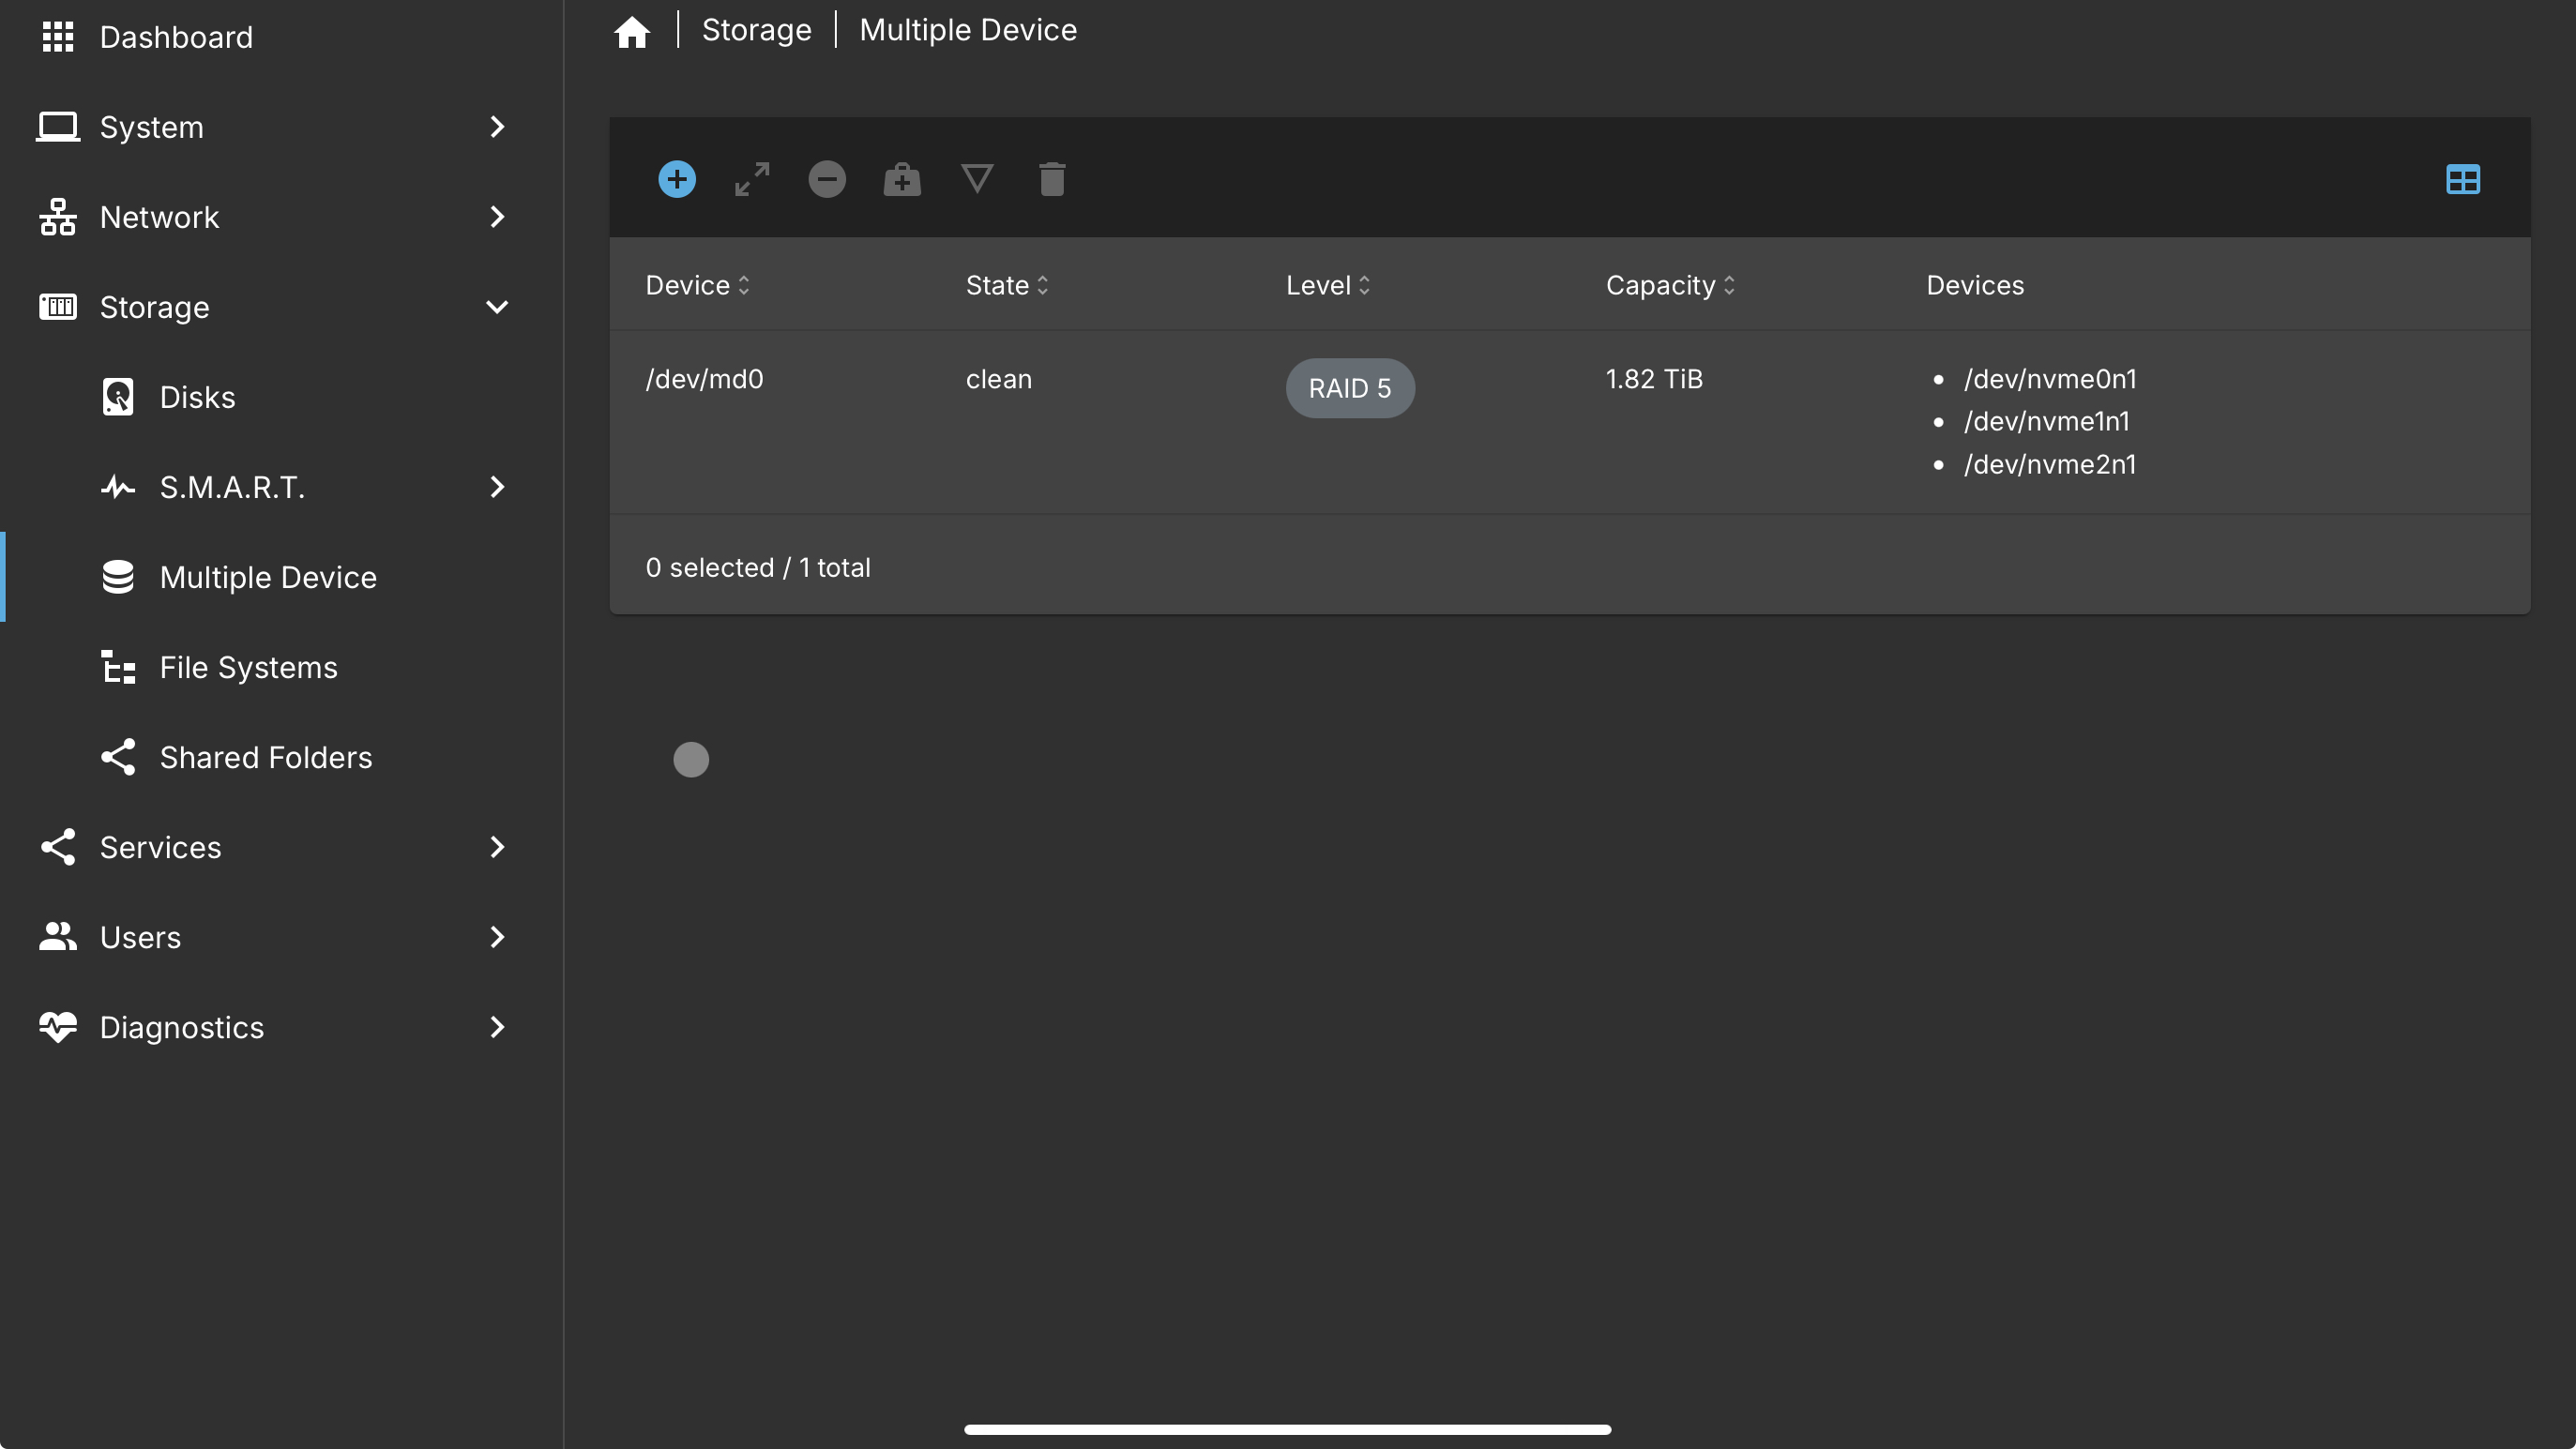 Dashboard
System
Network
Storage
Disks
S.M.A.R.T.
Multiple Device
File Systems
Shared Folders
Services
Users
Diagnostics
Storage | Multiple Device
Device State Level Capacity Devices
/dev/md0 clean RAID 5 1.82 TiB /dev/nvme0n1
/dev/nvme1n1
/dev/nvme2n1
0 selected / 1 total